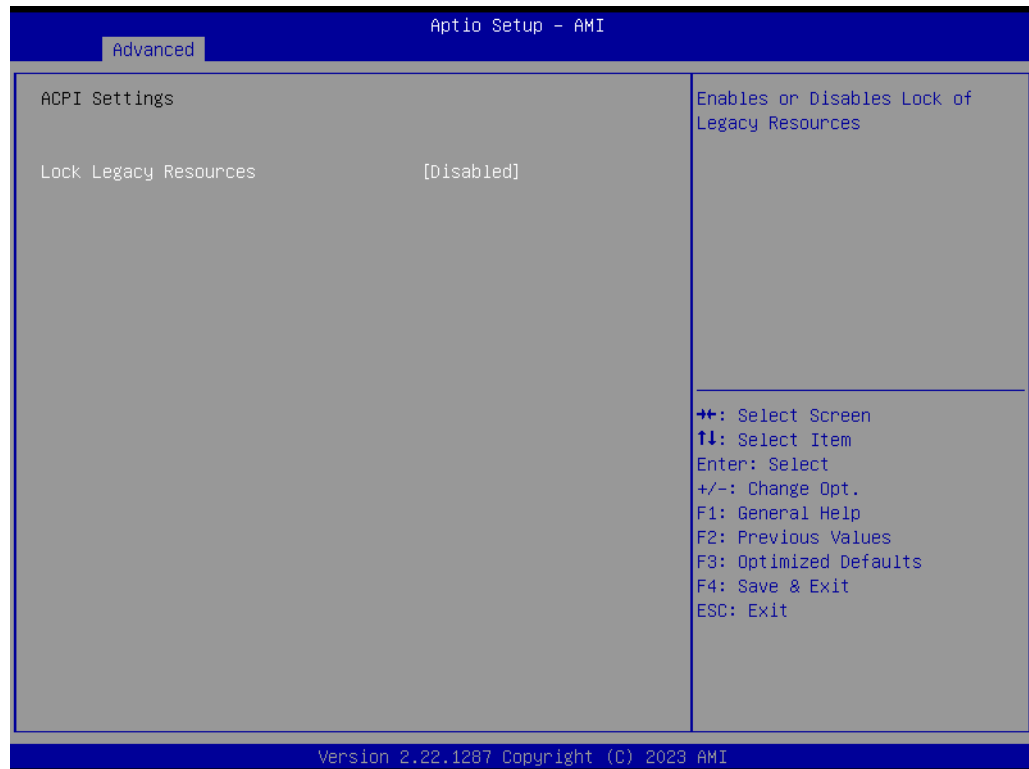 Aptio Setup – AMI
Advanced
ACPI Settings
Lock Legacy Resources [Disabled]
Enables or Disables Lock of
Legacy Resources
→←: Select Screen
↑↓: Select Item
Enter: Select
+/-: Change Opt.
F1: General Help
F2: Previous Values
F3: Optimized Defaults
F4: Save & Exit
ESC: Exit
Version 2.22.1287 Copyright (C) 2023 AMI